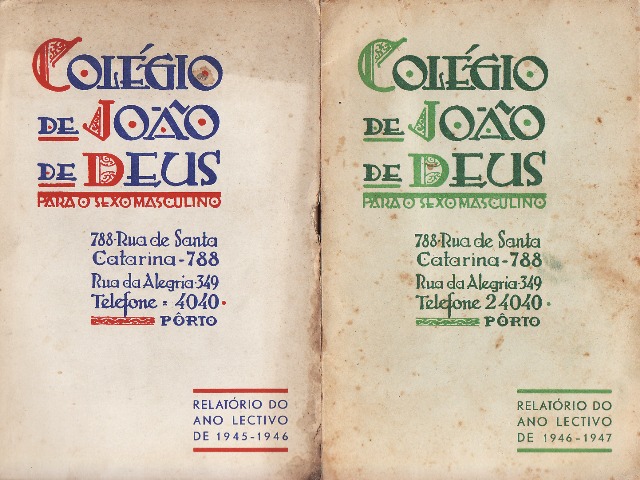 COLÉGIO
DE JOÃO
DE DEUS
PARA O SEXO MASCULINO
788-Rua de Santa
Catarina-788
Rua da Alegria-349
Telefone = 4040
PÔRTO
RELATÓRIO DO
ANO LECTIVO
DE 1945-1946
COLÉGIO
DE JOÃO
DE DEUS
PARA O SEXO MASCULINO
788-Rua de Santa
Catarina-788
Rua da Alegria-349
Telefone 24040
PÔRTO
RELATÓRIO DO
ANO LECTIVO
DE 1946-1947